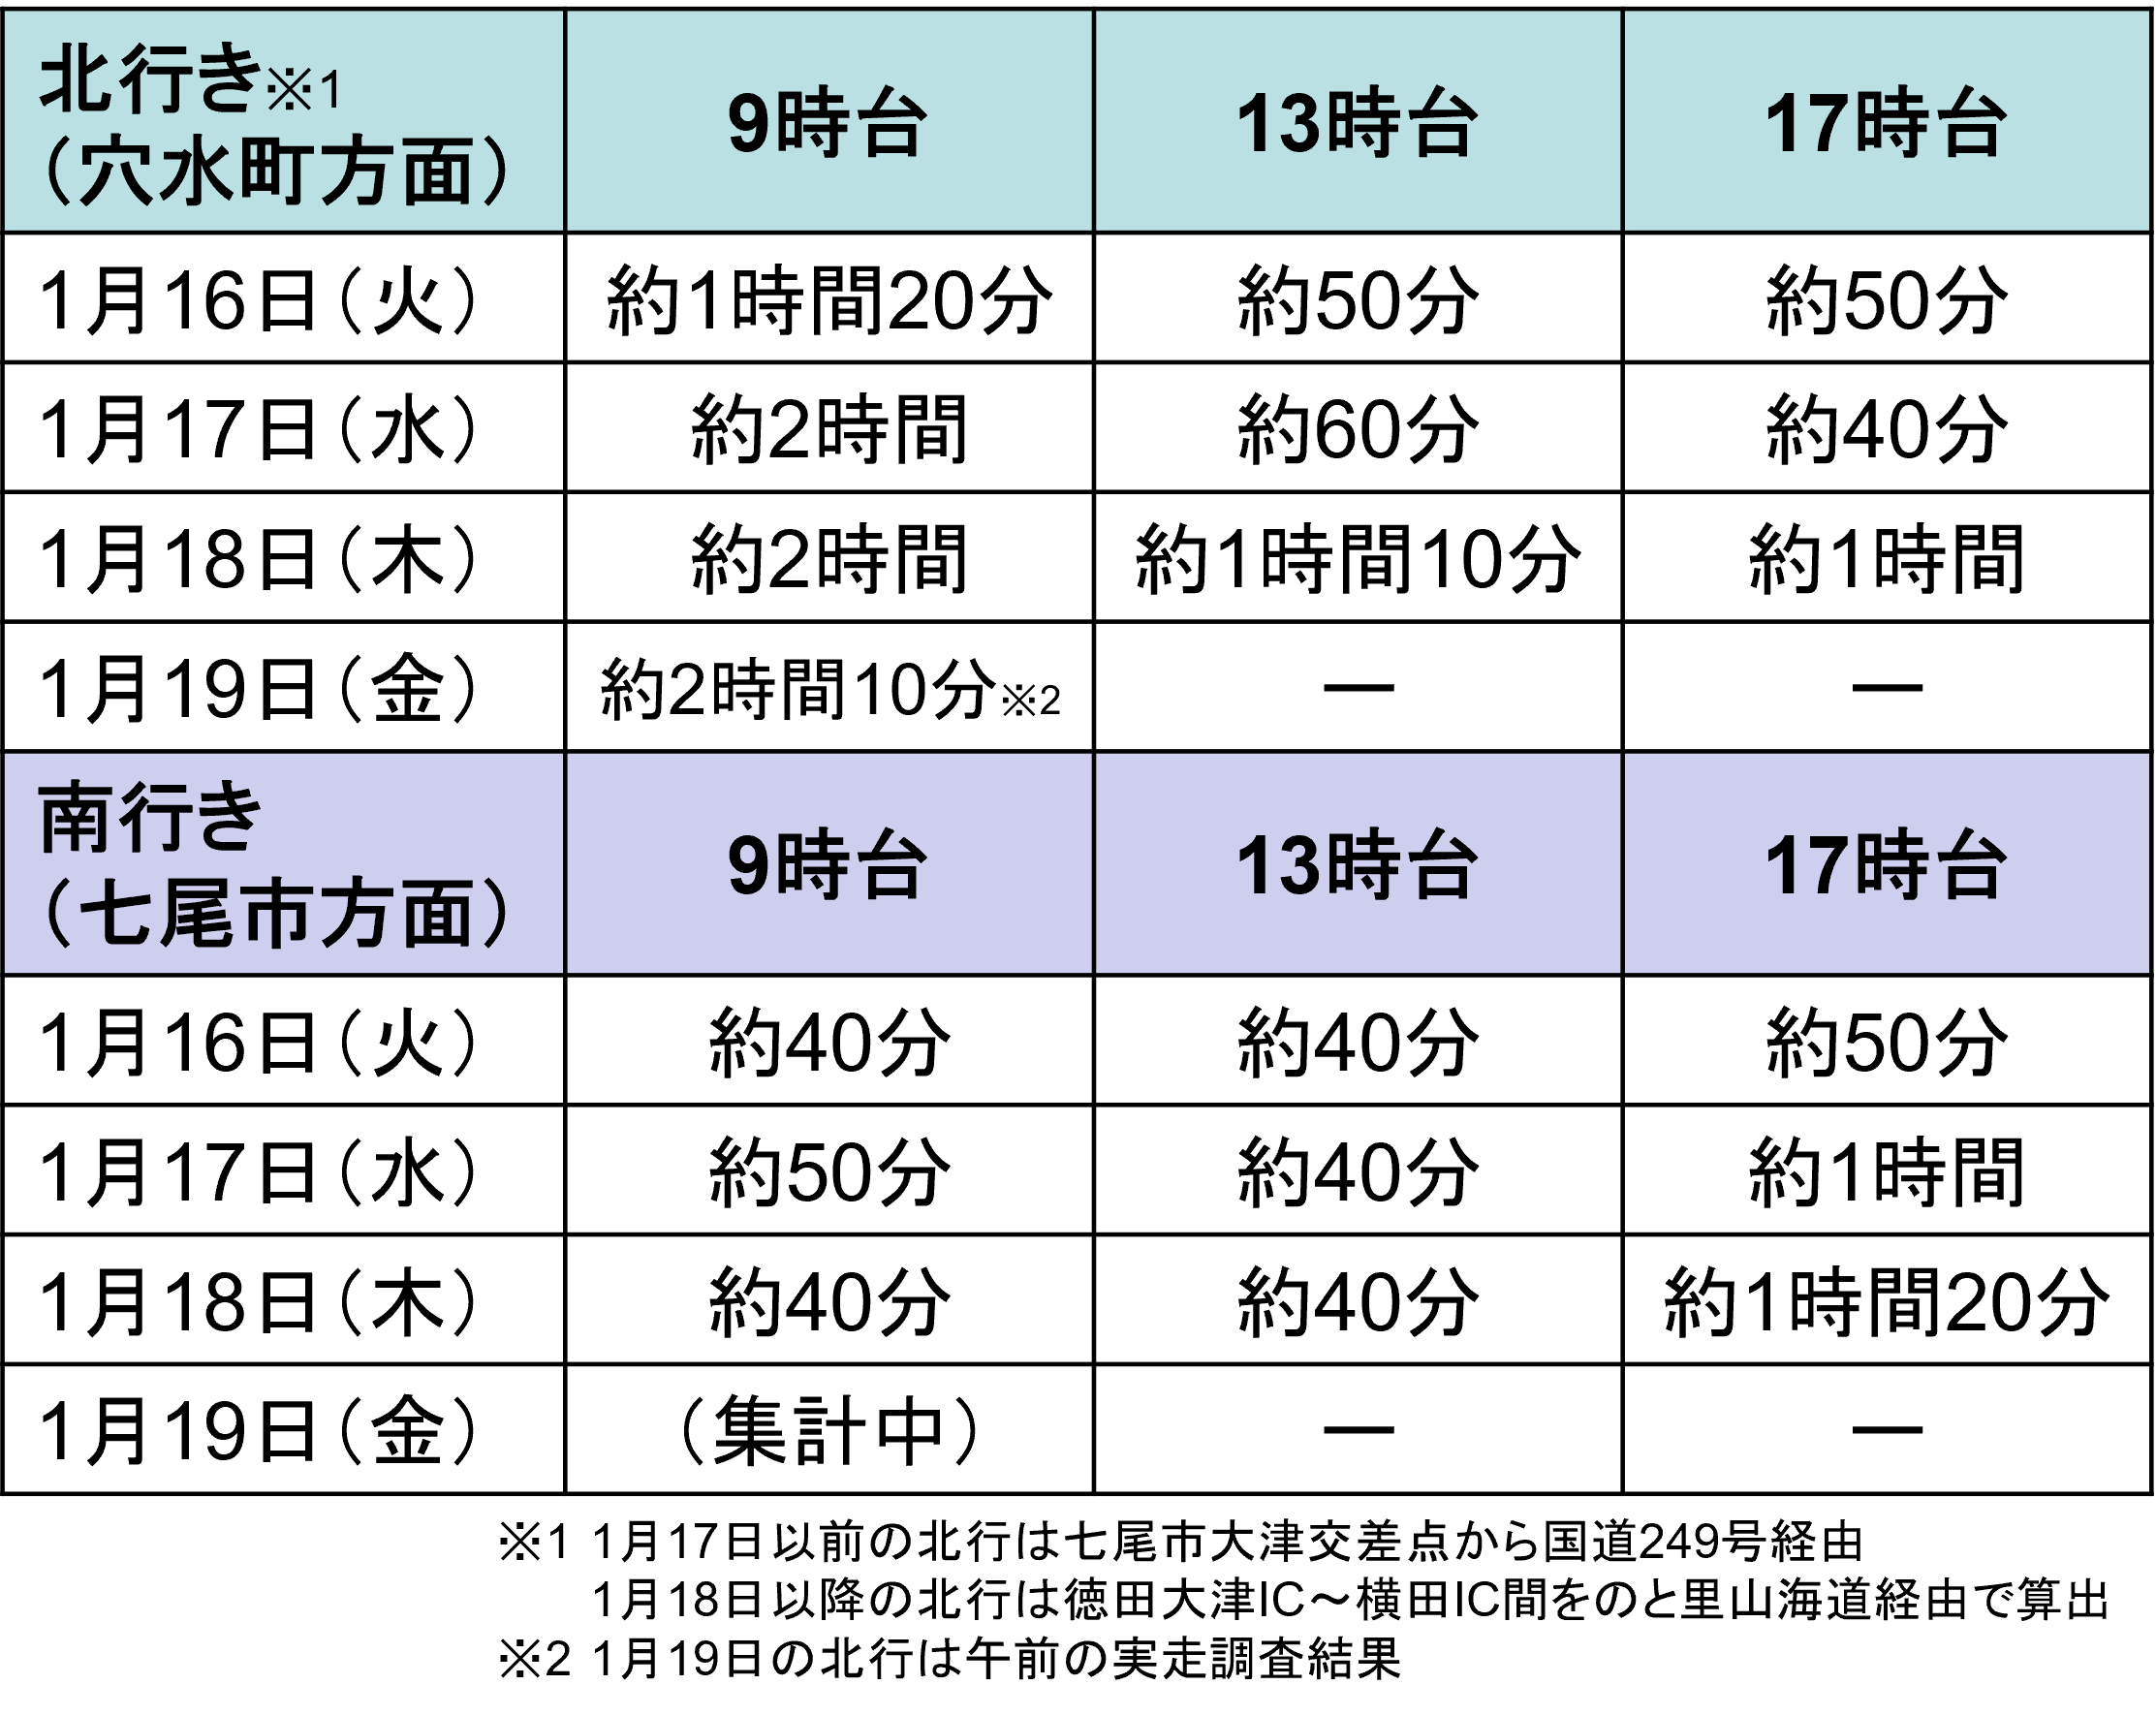 北行き※1
（穴水町方面） 9時台 13時台 17時台
1月16日（火） 約1時間20分 約50分 約50分
1月17日（水） 約2時間 約60分 約40分
1月18日（木） 約2時間 約1時間10分 約1時間
1月19日（金） 約2時間10分※2 ― ―
南行き
（七尾市方面） 9時台 13時台 17時台
1月16日（火） 約40分 約40分 約50分
1月17日（水） 約50分 約40分 約1時間
1月18日（木） 約40分 約40分 約1時間20分
1月19日（金） （集計中） ― ―
※1 1月17日以前の北行は七尾市大津交差点から国道249号経由
1月18日以降の北行は徳田大津IC～横田IC間をのと里山海道経由で算出
※2 1月19日の北行は午前の実走調査結果